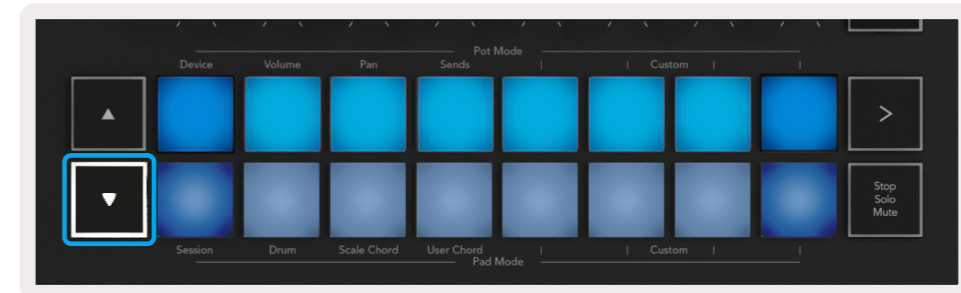 Pot Mode
Device Volume Pan Sends Custom
▲ >
▼ Stop
Solo
Mute
Session Drum Scale Chord User Chord Custom
Pad Mode